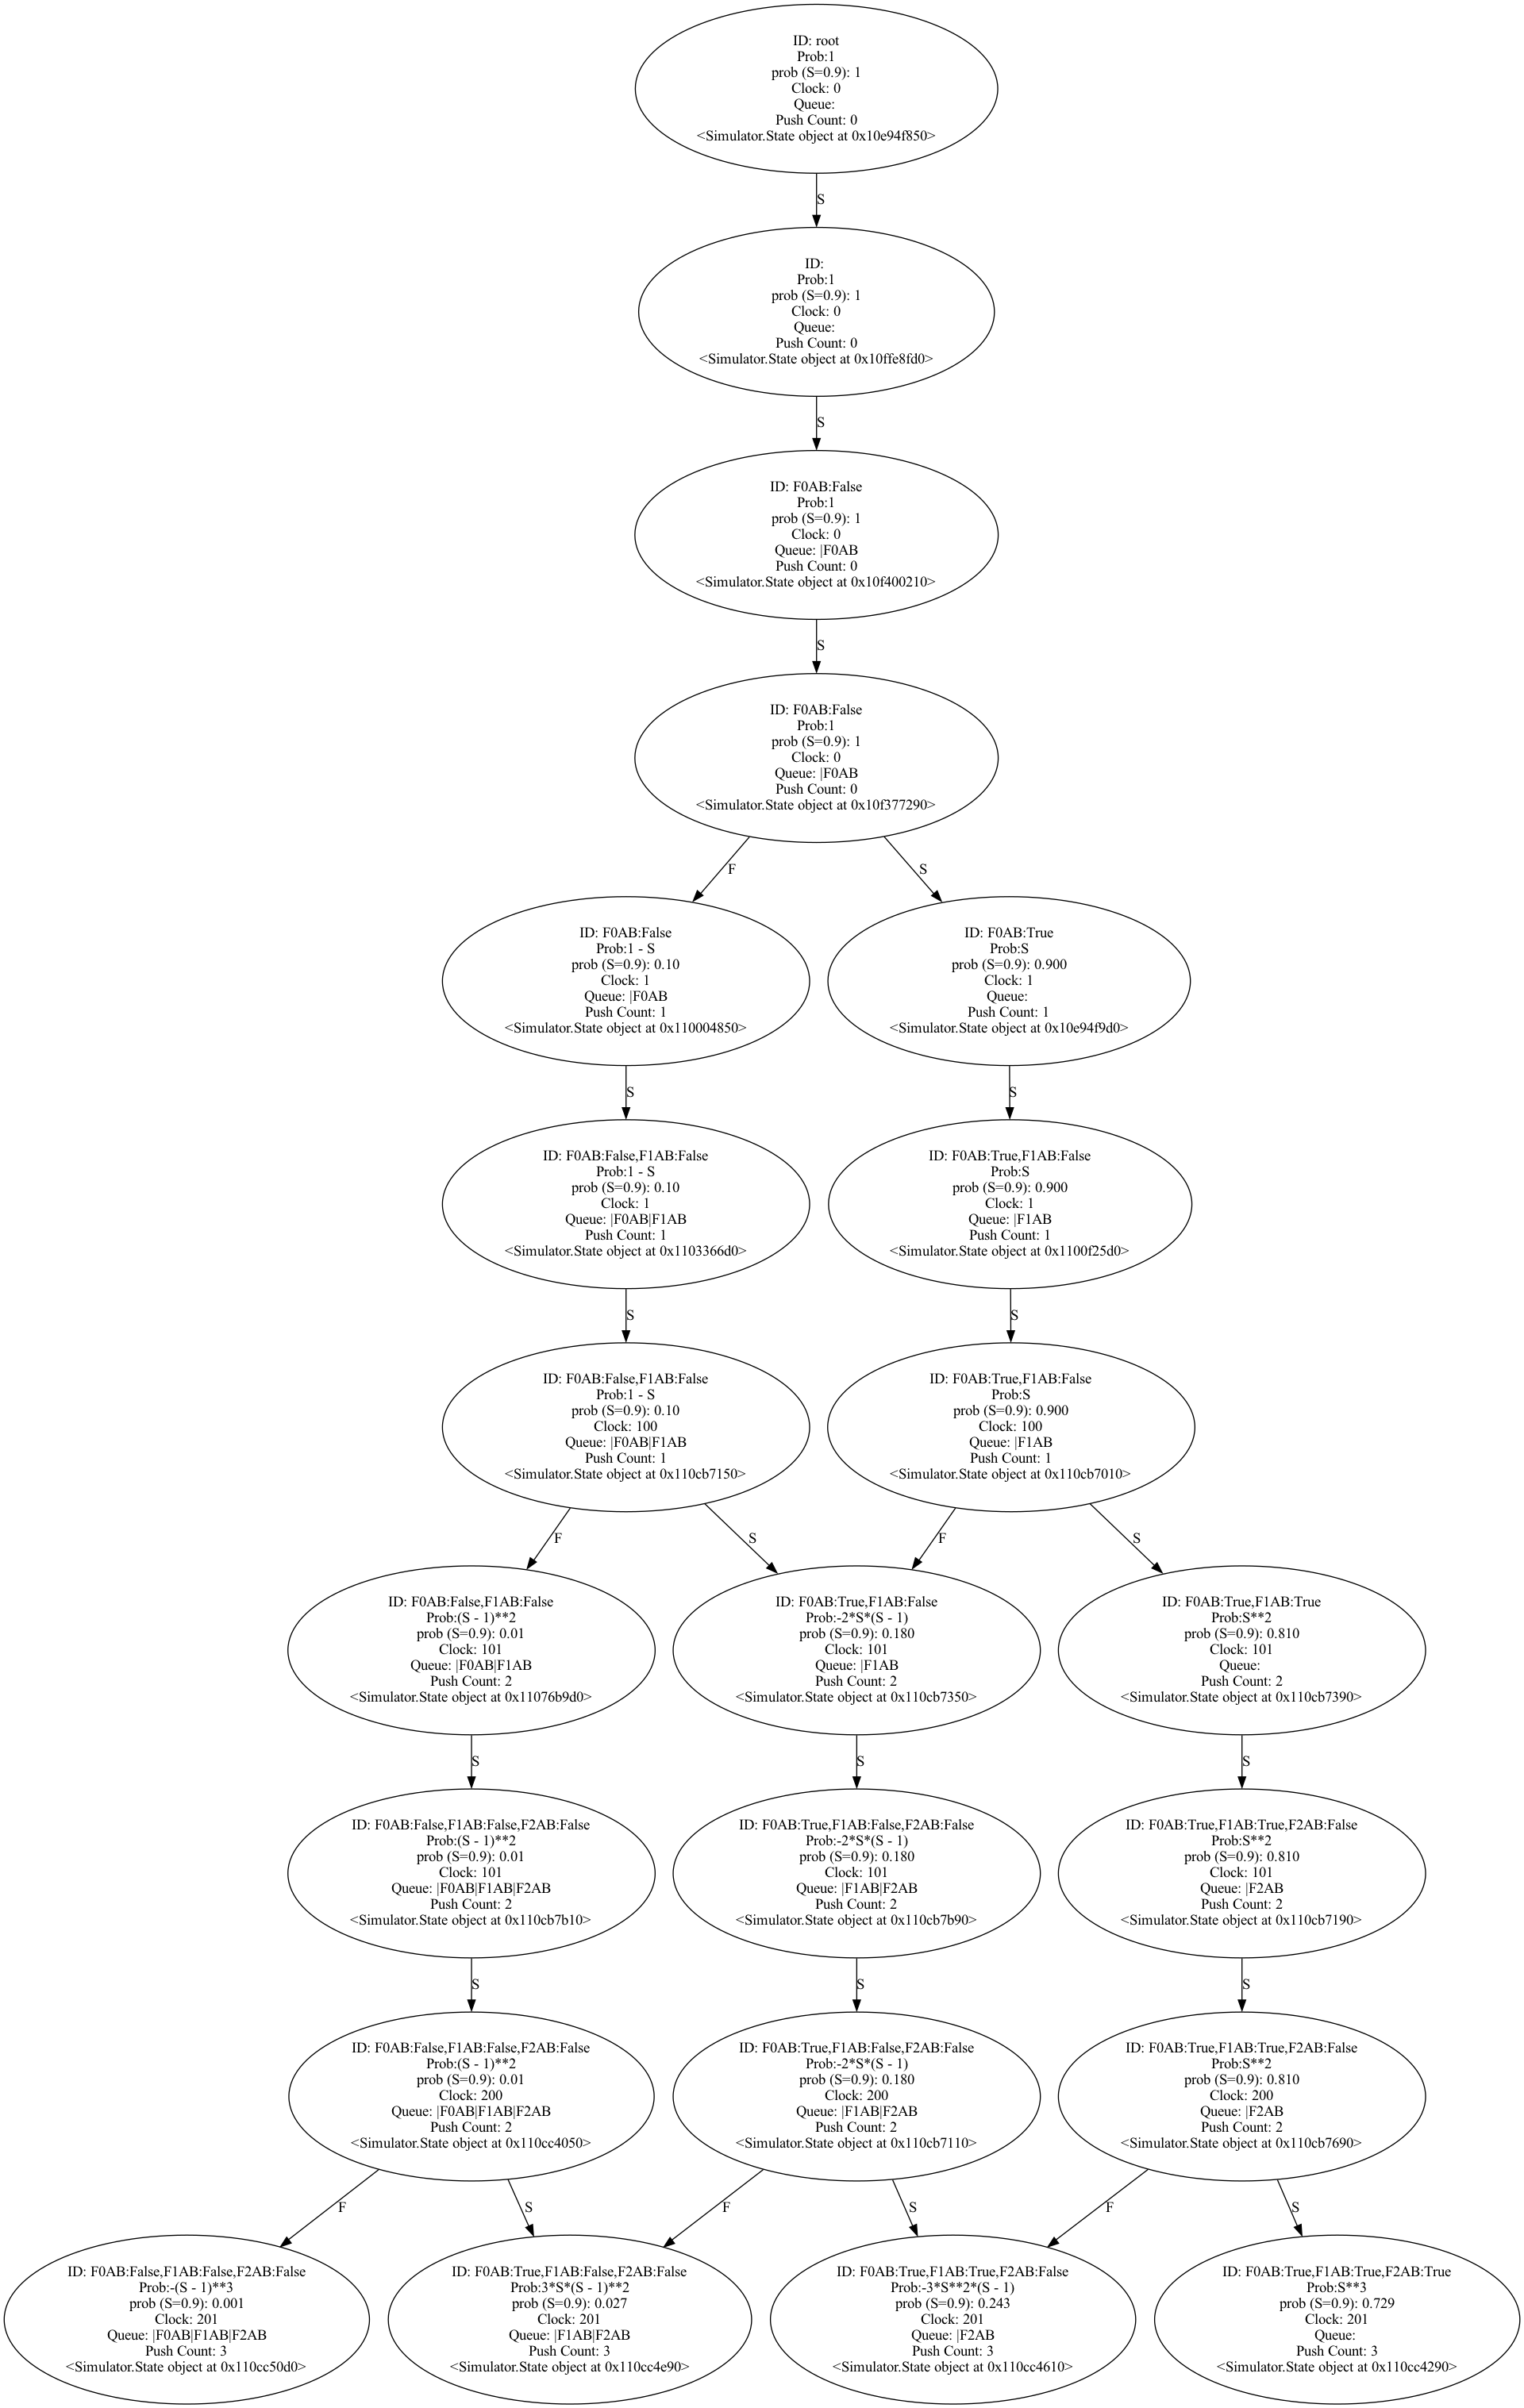 ID: root
Prob:1
prob (S=0.9): 1
Clock: 0
Queue:
Push Count: 0
<Simulator.State object at 0x10e94f850>
S
ID:
Prob:1
prob (S=0.9): 1
Clock: 0
Queue:
Push Count: 0
<Simulator.State object at 0x10ffe8fd0>
S
ID: F0AB:False
Prob:1
prob (S=0.9): 1
Clock: 0
Queue: |F0AB
Push Count: 0
<Simulator.State object at 0x10f400210>
S
ID: F0AB:False
Prob:1
prob (S=0.9): 1
Clock: 0
Queue: |F0AB
Push Count: 0
<Simulator.State object at 0x10f377290>
F
S
ID: F0AB:False
Prob:1 - S
prob (S=0.9): 0.10
Clock: 1
Queue: |F0AB
Push Count: 1
<Simulator.State object at 0x110004850>
ID: F0AB:True
Prob:S
prob (S=0.9): 0.900
Clock: 1
Queue:
Push Count: 1
<Simulator.State object at 0x10e94f9d0>
S
S
ID: F0AB:False,F1AB:False
Prob:1 - S
prob (S=0.9): 0.10
Clock: 1
Queue: |F0AB|F1AB
Push Count: 1
<Simulator.State object at 0x1103366d0>
ID: F0AB:True,F1AB:False
Prob:S
prob (S=0.9): 0.900
Clock: 1
Queue: |F1AB
Push Count: 1
<Simulator.State object at 0x1100f25d0>
S
S
ID: F0AB:False,F1AB:False
Prob:1 - S
prob (S=0.9): 0.10
Clock: 100
Queue: |F0AB|F1AB
Push Count: 1
<Simulator.State object at 0x110cb7150>
ID: F0AB:True,F1AB:False
Prob:S
prob (S=0.9): 0.900
Clock: 100
Queue: |F1AB
Push Count: 1
<Simulator.State object at 0x110cb7010>
F
S
F
S
ID: F0AB:False,F1AB:False
Prob:(S - 1)**2
prob (S=0.9): 0.01
Clock: 101
Queue: |F0AB|F1AB
Push Count: 2
<Simulator.State object at 0x11076b9d0>
ID: F0AB:True,F1AB:False
Prob:-2*S*(S - 1)
prob (S=0.9): 0.180
Clock: 101
Queue: |F1AB
Push Count: 2
<Simulator.State object at 0x110cb7350>
ID: F0AB:True,F1AB:True
Prob:S**2
prob (S=0.9): 0.810
Clock: 101
Queue:
Push Count: 2
<Simulator.State object at 0x110cb7390>
S
S
S
ID: F0AB:False,F1AB:False,F2AB:False
Prob:(S - 1)**2
prob (S=0.9): 0.01
Clock: 101
Queue: |F0AB|F1AB|F2AB
Push Count: 2
<Simulator.State object at 0x110cb7b10>
ID: F0AB:True,F1AB:False,F2AB:False
Prob:-2*S*(S - 1)
prob (S=0.9): 0.180
Clock: 101
Queue: |F1AB|F2AB
Push Count: 2
<Simulator.State object at 0x110cb7b90>
ID: F0AB:True,F1AB:True,F2AB:False
Prob:S**2
prob (S=0.9): 0.810
Clock: 101
Queue: |F2AB
Push Count: 2
<Simulator.State object at 0x110cb7190>
S
S
S
ID: F0AB:False,F1AB:False,F2AB:False
Prob:(S - 1)**2
prob (S=0.9): 0.01
Clock: 200
Queue: |F0AB|F1AB|F2AB
Push Count: 2
<Simulator.State object at 0x110cc4050>
ID: F0AB:True,F1AB:False,F2AB:False
Prob:-2*S*(S - 1)
prob (S=0.9): 0.180
Clock: 200
Queue: |F1AB|F2AB
Push Count: 2
<Simulator.State object at 0x110cb7110>
ID: F0AB:True,F1AB:True,F2AB:False
Prob:S**2
prob (S=0.9): 0.810
Clock: 200
Queue: |F2AB
Push Count: 2
<Simulator.State object at 0x110cb7690>
F
S
F
S
F
S
ID: F0AB:False,F1AB:False,F2AB:False
Prob:-(S - 1)**3
prob (S=0.9): 0.001
Clock: 201
Queue: |F0AB|F1AB|F2AB
Push Count: 3
<Simulator.State object at 0x110cc50d0>
ID: F0AB:True,F1AB:False,F2AB:False
Prob:3*S*(S - 1)**2
prob (S=0.9): 0.027
Clock: 201
Queue: |F1AB|F2AB
Push Count: 3
<Simulator.State object at 0x110cc4e90>
ID: F0AB:True,F1AB:True,F2AB:False
Prob:-3*S**2*(S - 1)
prob (S=0.9): 0.243
Clock: 201
Queue: |F2AB
Push Count: 3
<Simulator.State object at 0x110cc4610>
ID: F0AB:True,F1AB:True,F2AB:True
Prob:S**3
prob (S=0.9): 0.729
Clock: 201
Queue:
Push Count: 3
<Simulator.State object at 0x110cc4290>